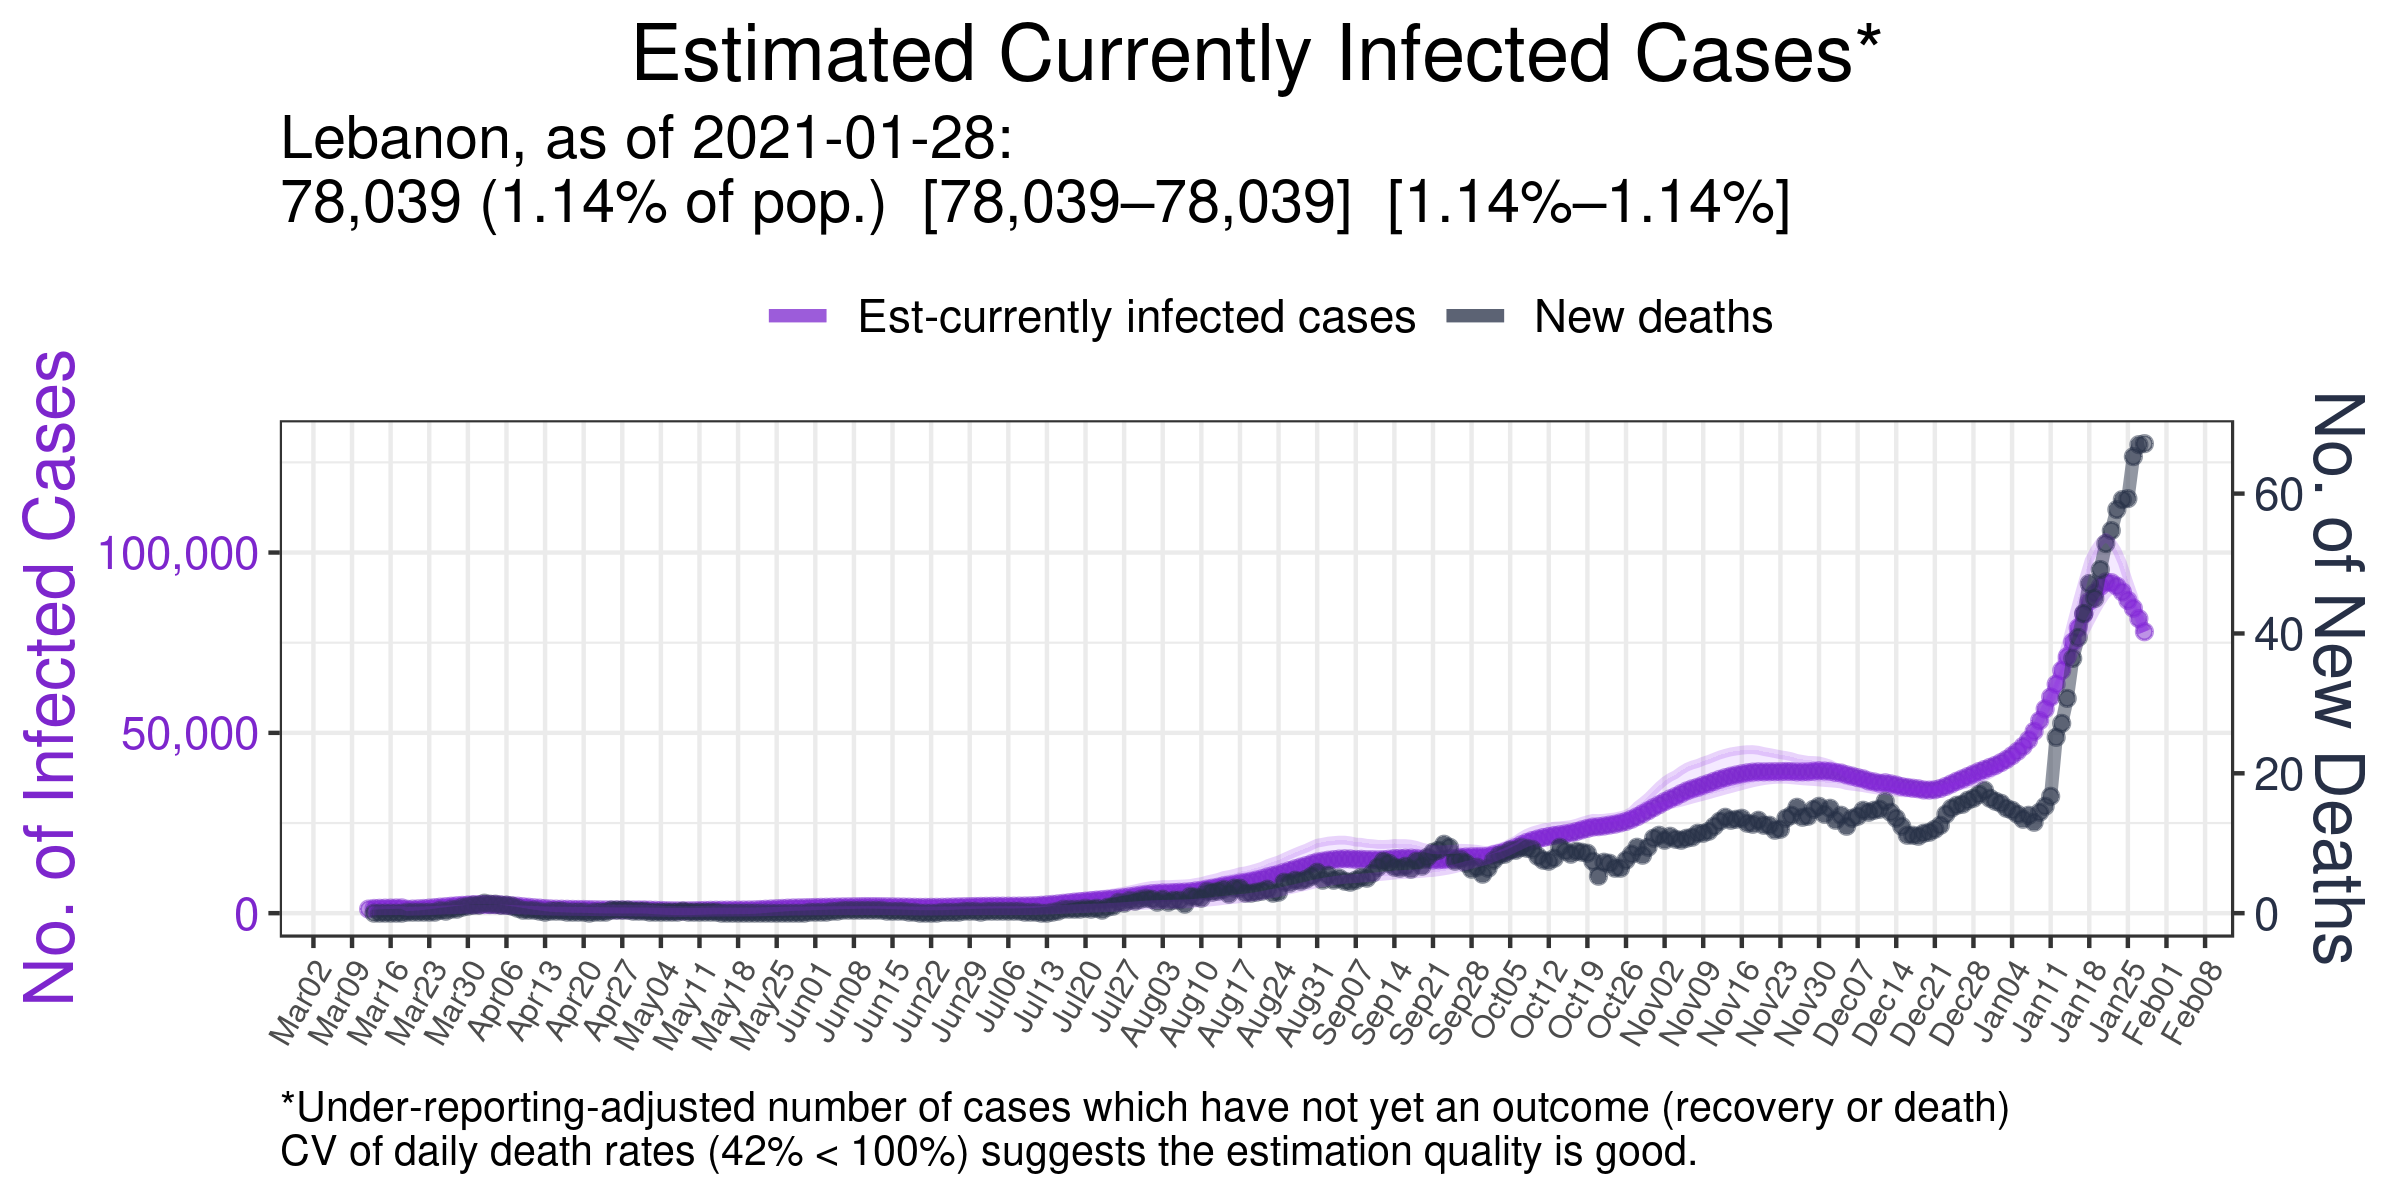 Estimated Currently Infected Cases*
Lebanon, as of 2021-01-28:
78,039 (1.14% of pop.) [78,039–78,039] [1.14%–1.14%]
Est-currently infected cases
New deaths
No. of Infected Cases
100,000
50,000
0
60
40
20
0
No. of New Deaths
Mar02
Mar09
Mar16
Mar23
Mar30
Apr06
Apr13
Apr20
Apr27
May04
May11
May18
May25
Jun01
Jun08
Jun15
Jun22
Jun29
Jul06
Jul13
Jul20
Jul27
Aug03
Aug10
Aug17
Aug24
Aug31
Sep07
Sep14
Sep21
Sep28
Oct05
Oct12
Oct19
Oct26
Nov02
Nov09
Nov16
Nov23
Nov30
Dec07
Dec14
Dec21
Dec28
Jan04
Jan11
Jan18
Jan25
Feb01
Feb08
*Under-reporting-adjusted number of cases which have not yet an outcome (recovery or death)
CV of daily death rates (42% < 100%) suggests the estimation quality is good.